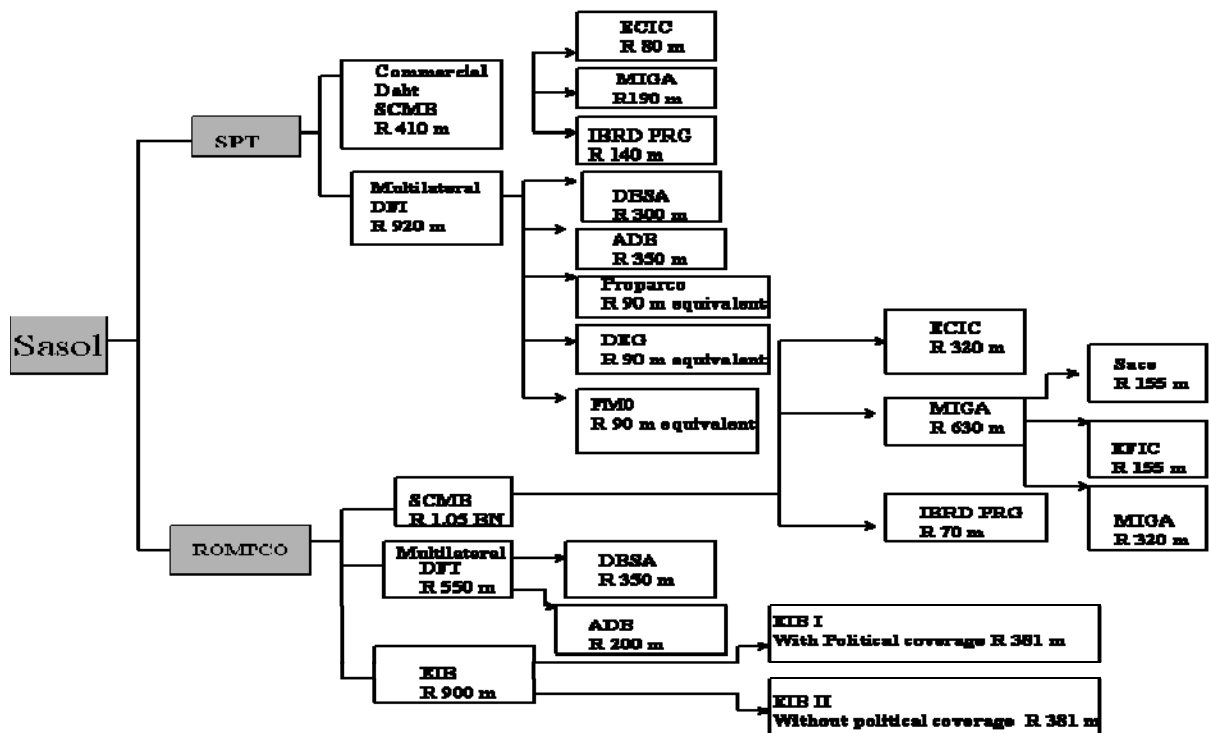 Sasol
SPT
Commercial
Debt
SCMB
R 410 m
ECIC
R 80 m
MIGA
R190 m
IBRD PRG
R 140 m
Multilateral
DFI
R 920 m
DBSA
R 300 m
ADB
R 350 m
Proparco
R 90 m equivalent
DEG
R 90 m equivalent
FMO
R 90 m equivalent
ROMPCO
SCMB
R 1.05 BN
ECIC
R 320 m
MIGA
R 630 m
Sace
R 155 m
EFIC
R 155 m
MIGA
R 320 m
IBRD PRG
R 70 m
Multilateral
DFI
R 550 m
DBSA
R 350 m
ADB
R 200 m
EIB
R 900 m
EIB I
With Political coverage R 381 m
EIB II
Without political coverage R 381 m